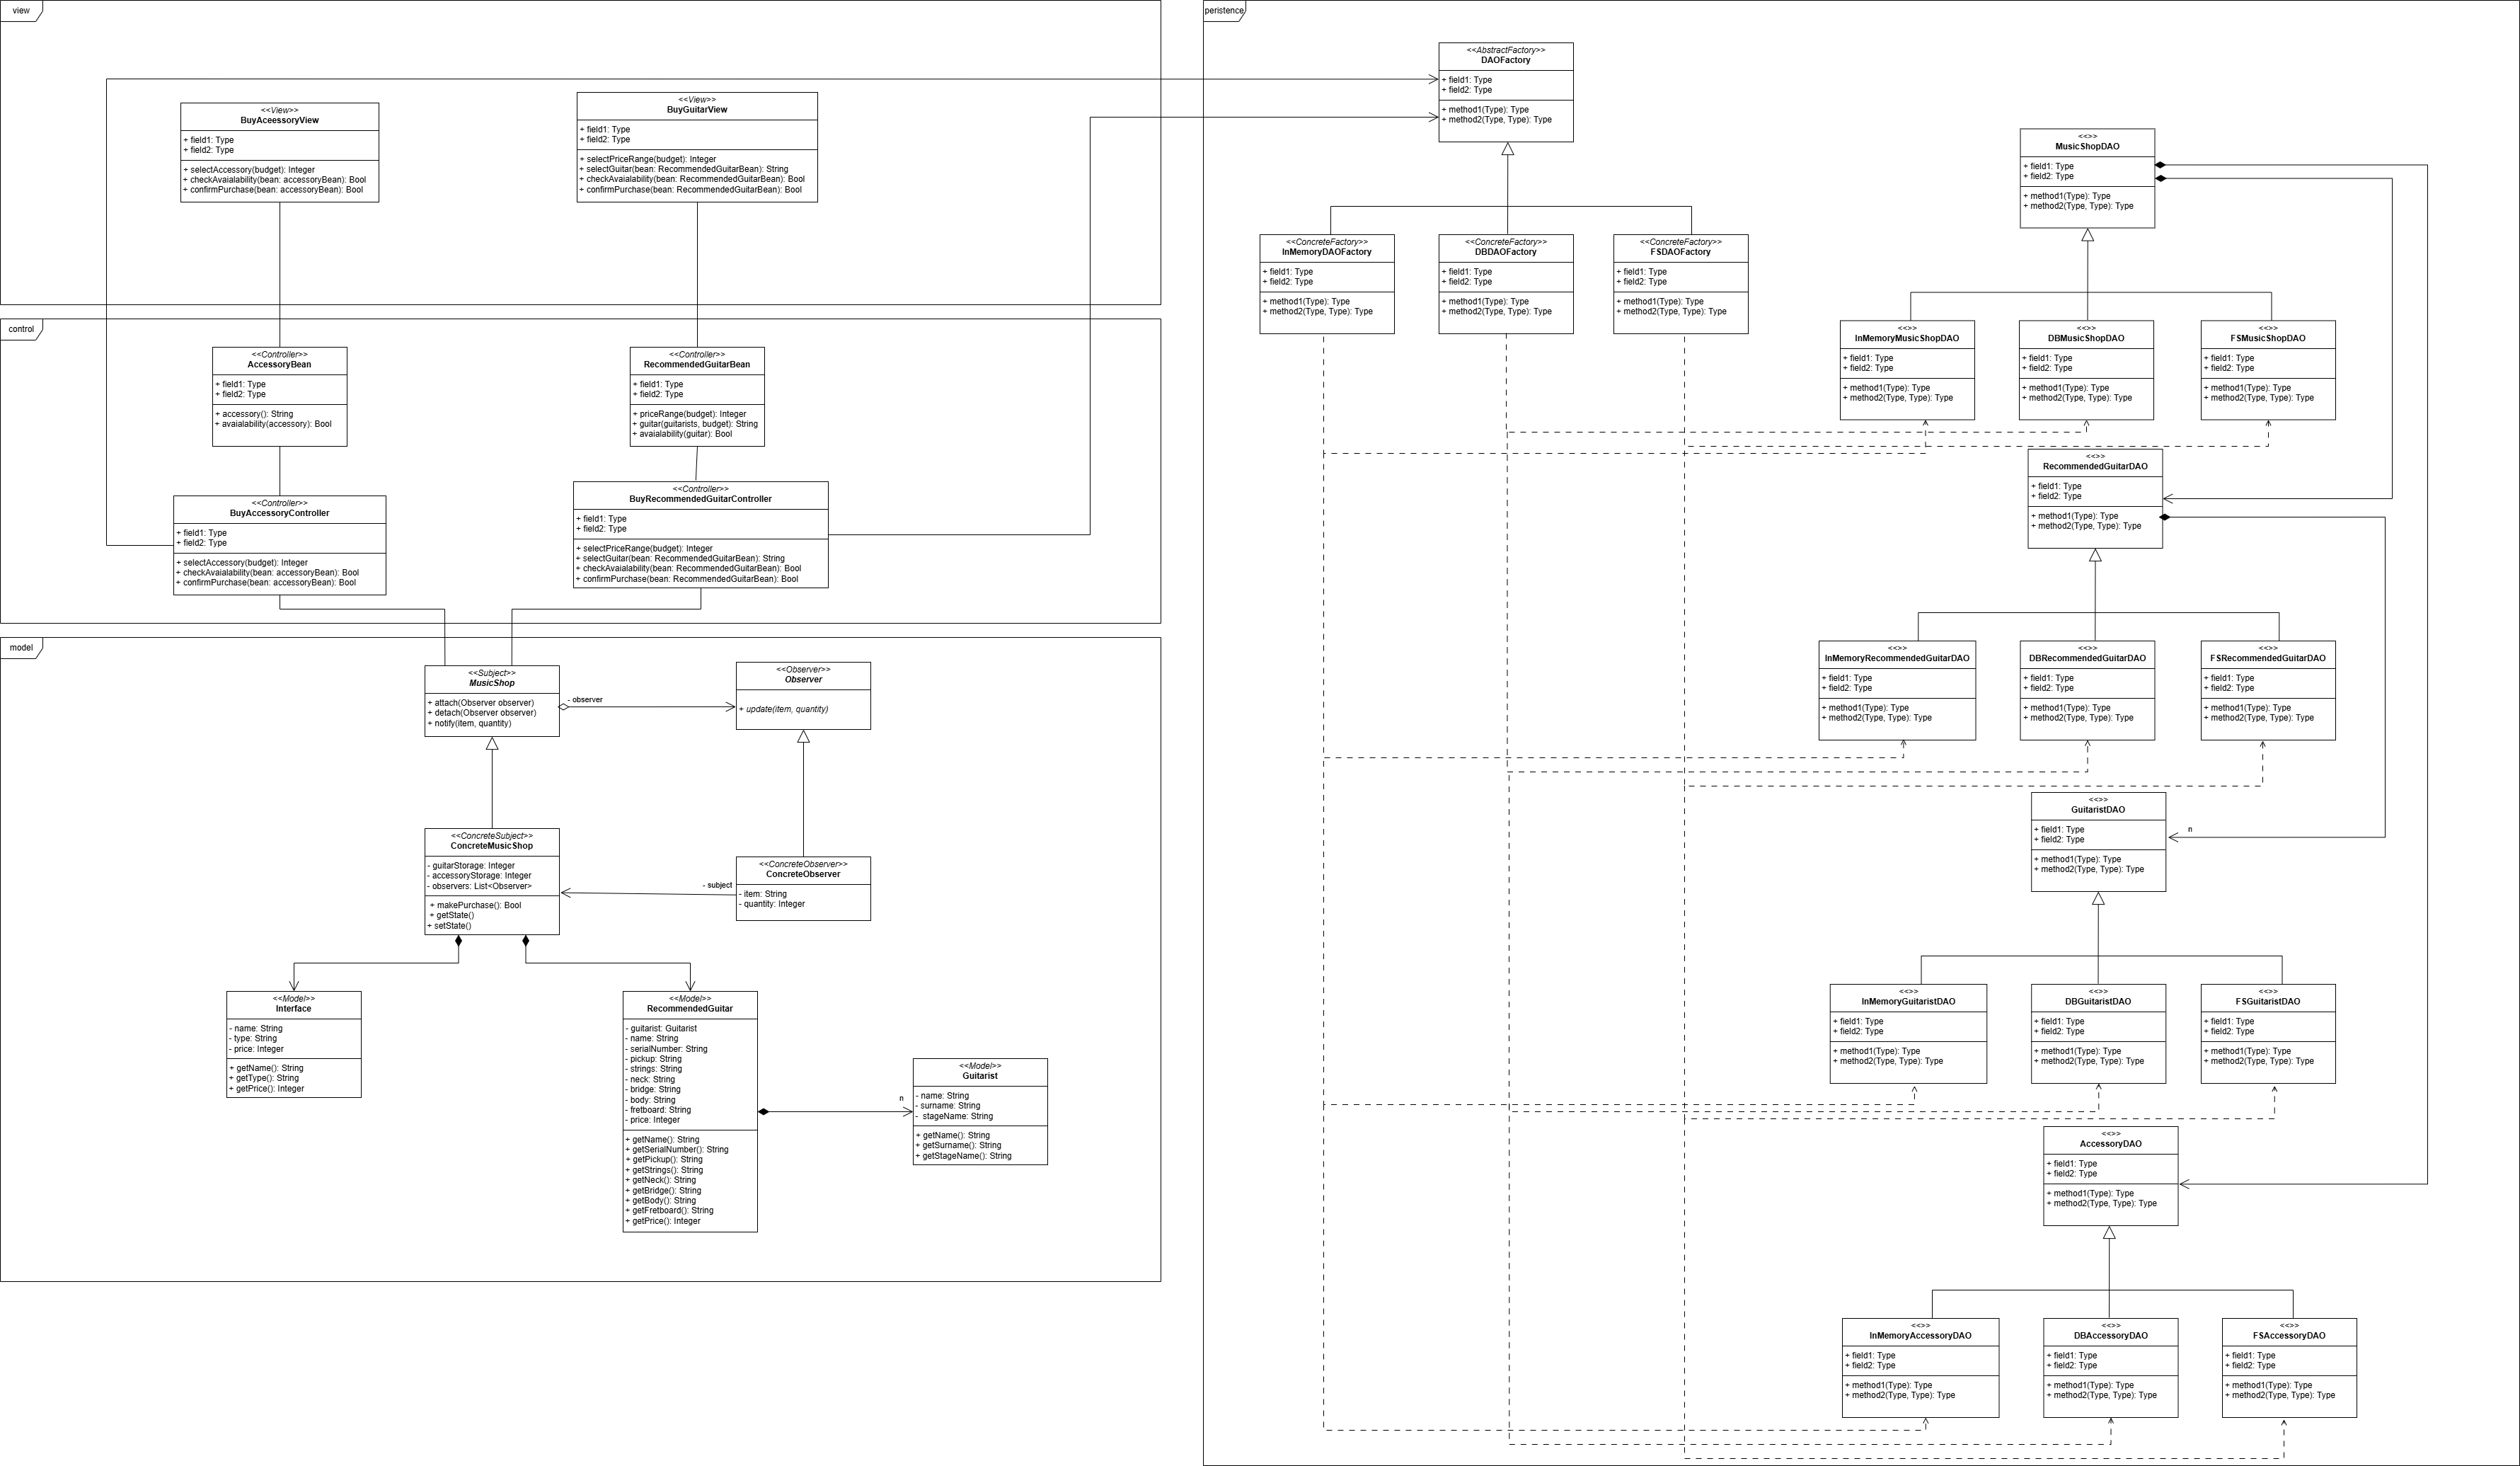 view
<<View>>
BuyAceessoryView
+ field1: Type
+ field2: Type
+ selectAccessory(budget): Integer
+ checkAvaialability(bean: accessoryBean): Bool
+ confirmPurchase(bean: accessoryBean): Bool
<<View>>
BuyGuitarView
+ field1: Type
+ field2: Type
+ selectPriceRange(budget): Integer
+ selectGuitar(bean: RecommendedGuitarBean): String
+ checkAvaialability(bean: RecommendedGuitarBean): Bool
+ confirmPurchase(bean: RecommendedGuitarBean): Bool
control
<<Controller>>
AccessoryBean
+ field1: Type
+ field2: Type
+ accessory(): String
+ avaialability(accessory): Bool
<<Controller>>
RecommendedGuitarBean
+ field1: Type
+ field2: Type
+ priceRange(budget): Integer
+ guitar(guitarists, budget): String
+ avaialability(guitar): Bool
<<Controller>>
BuyAccessoryController
+ field1: Type
+ field2: Type
+ selectAccessory(budget): Integer
+ checkAvaialability(bean: accessoryBean): Bool
+ confirmPurchase(bean: accessoryBean): Bool
<<Controller>>
BuyRecommendedGuitarController
+ field1: Type
+ field2: Type
+ selectPriceRange(budget): Integer
+ selectGuitar(bean: RecommendedGuitarBean): String
+ checkAvaialability(bean: RecommendedGuitarBean): Bool
+ confirmPurchase(bean: RecommendedGuitarBean): Bool
model
<<Subject>>
MusicShop
+ attach(Observer observer)
+ detach(Observer observer)
+ notify(item, quantity)
- observer
<<Observer>>
Observer
+ update(item, quantity)
<<ConcreteSubject>>
ConcreteMusicShop
- guitarStorage: Integer
- accessoryStorage: Integer
- observers: List<Observer>
+ makePurchase(): Bool
+ getState()
+ setState()
- subject
<<ConcreteObserver>>
ConcreteObserver
- item: String
- quantity: Integer
<<Model>>
Interface
- name: String
- type: String
- price: Integer
+ getName(): String
+ getType(): String
+ getPrice(): Integer
<<Model>>
RecommendedGuitar
- guitarist: Guitarist
- name: String
- serialNumber: String
- pickup: String
- strings: String
- neck: String
- bridge: String
- body: String
- fretboard: String
- price: Integer
+ getName(): String
+ getSerialNumber(): String
+ getPickup(): String
+ getStrings(): String
+ getNeck(): String
+ getBridge(): String
+ getBody(): String
+ getFretboard(): String
+ getPrice(): Integer
n
<<Model>>
Guitarist
- name: String
- surname: String
- stageName: String
+ getName(): String
+ getSurname(): String
+ getStageName(): String
peristence
<<AbstractFactory>>
DAOFactory
+ field1: Type
+ field2: Type
+ method1(Type): Type
+ method2(Type, Type): Type
<<ConcreteFactory>>
InMemoryDAOFactory
+ field1: Type
+ field2: Type
+ method1(Type): Type
+ method2(Type, Type): Type
<<ConcreteFactory>>
DBDAOFactory
+ field1: Type
+ field2: Type
+ method1(Type): Type
+ method2(Type, Type): Type
<<ConcreteFactory>>
FSDAOFactory
+ field1: Type
+ field2: Type
+ method1(Type): Type
+ method2(Type, Type): Type
<<>>
MusicShopDAO
+ field1: Type
+ field2: Type
+ method1(Type): Type
+ method2(Type, Type): Type
<<>>
InMemoryMusicShopDAO
+ field1: Type
+ field2: Type
+ method1(Type): Type
+ method2(Type, Type): Type
<<>>
DBMusicShopDAO
+ field1: Type
+ field2: Type
+ method1(Type): Type
+ method2(Type, Type): Type
<<>>
FSMusicShopDAO
+ field1: Type
+ field2: Type
+ method1(Type): Type
+ method2(Type, Type): Type
<<>>
RecommendedGuitarDAO
+ field1: Type
+ field2: Type
+ method1(Type): Type
+ method2(Type, Type): Type
<<>>
InMemoryRecommendedGuitarDAO
+ field1: Type
+ field2: Type
+ method1(Type): Type
+ method2(Type, Type): Type
<<>>
DBRecommendedGuitarDAO
+ field1: Type
+ field2: Type
+ method1(Type): Type
+ method2(Type, Type): Type
<<>>
FSRecommendedGuitarDAO
+ field1: Type
+ field2: Type
+ method1(Type): Type
+ method2(Type, Type): Type
<<>>
GuitaristDAO
+ field1: Type
+ field2: Type
+ method1(Type): Type
+ method2(Type, Type): Type
n
<<>>
InMemoryGuitaristDAO
+ field1: Type
+ field2: Type
+ method1(Type): Type
+ method2(Type, Type): Type
<<>>
DBGuitaristDAO
+ field1: Type
+ field2: Type
+ method1(Type): Type
+ method2(Type, Type): Type
<<>>
FSGuitaristDAO
+ field1: Type
+ field2: Type
+ method1(Type): Type
+ method2(Type, Type): Type
<<>>
AccessoryDAO
+ field1: Type
+ field2: Type
+ method1(Type): Type
+ method2(Type, Type): Type
<<>>
InMemoryAccessoryDAO
+ field1: Type
+ field2: Type
+ method1(Type): Type
+ method2(Type, Type): Type
<<>>
DBAccessoryDAO
+ field1: Type
+ field2: Type
+ method1(Type): Type
+ method2(Type, Type): Type
<<>>
FSAccessoryDAO
+ field1: Type
+ field2: Type
+ method1(Type): Type
+ method2(Type, Type): Type